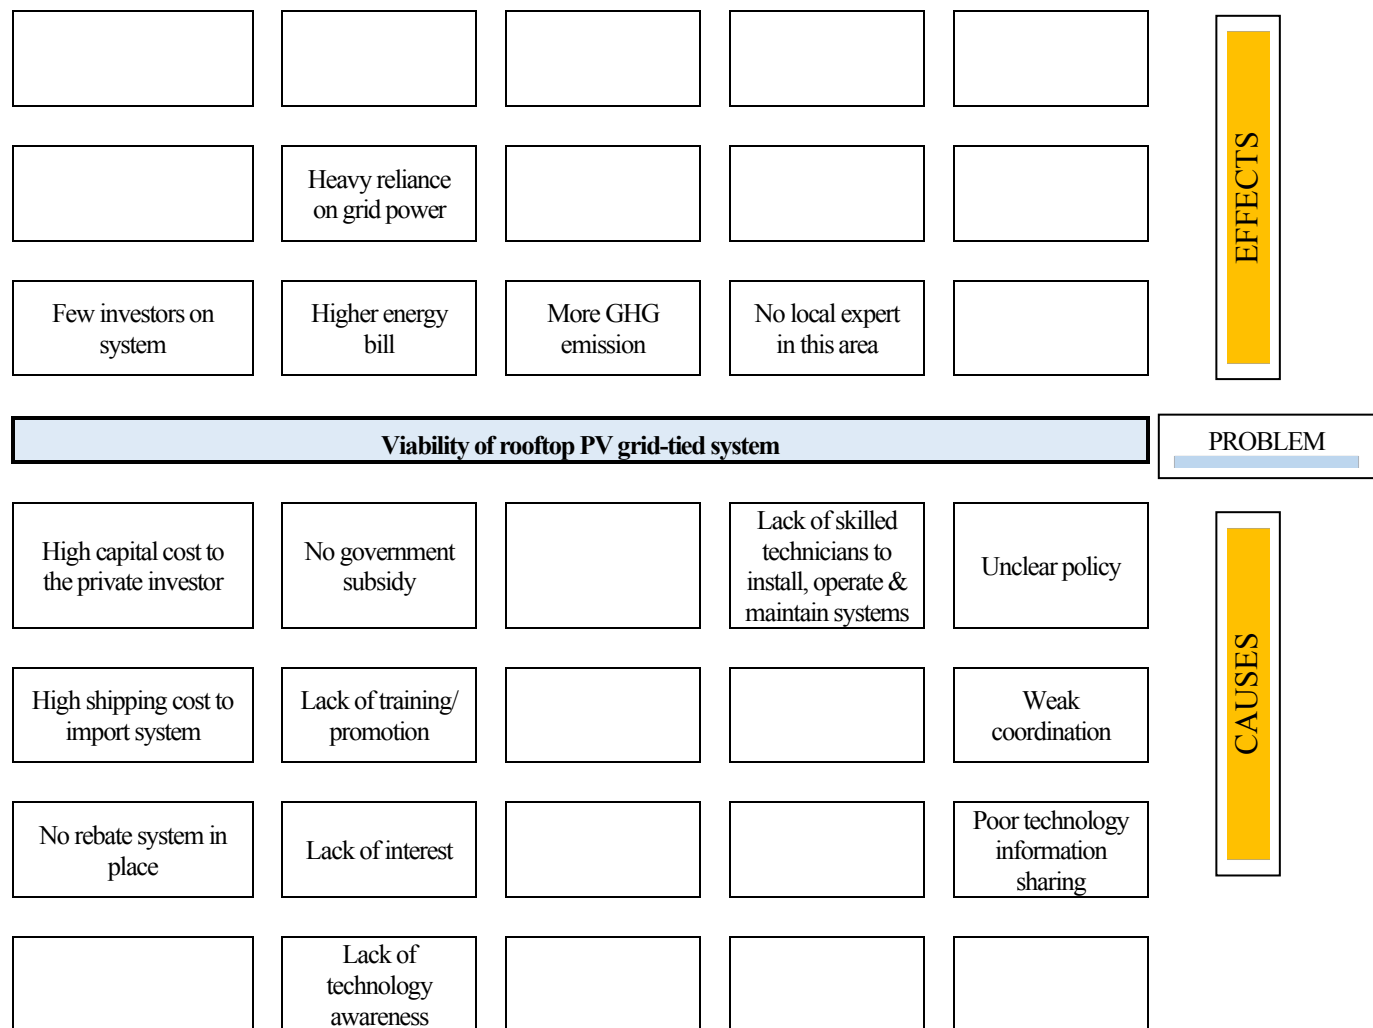 Heavy reliance
on grid power
EFFECTS
Few investors on
system
Higher energy
bill
More GHG
emission
No local expert
in this area
Viability of rooftop PV grid-tied system
PROBLEM
High capital cost to
the private investor
No government
subsidy
Lack of skilled
technicians to
install, operate &
maintain systems
Unclear policy
High shipping cost to
import system
Lack of training/
promotion
Weak
coordination
CAUSES
No rebate system in
place
Lack of interest
Poor technology
information
sharing
Lack of
technology
awareness